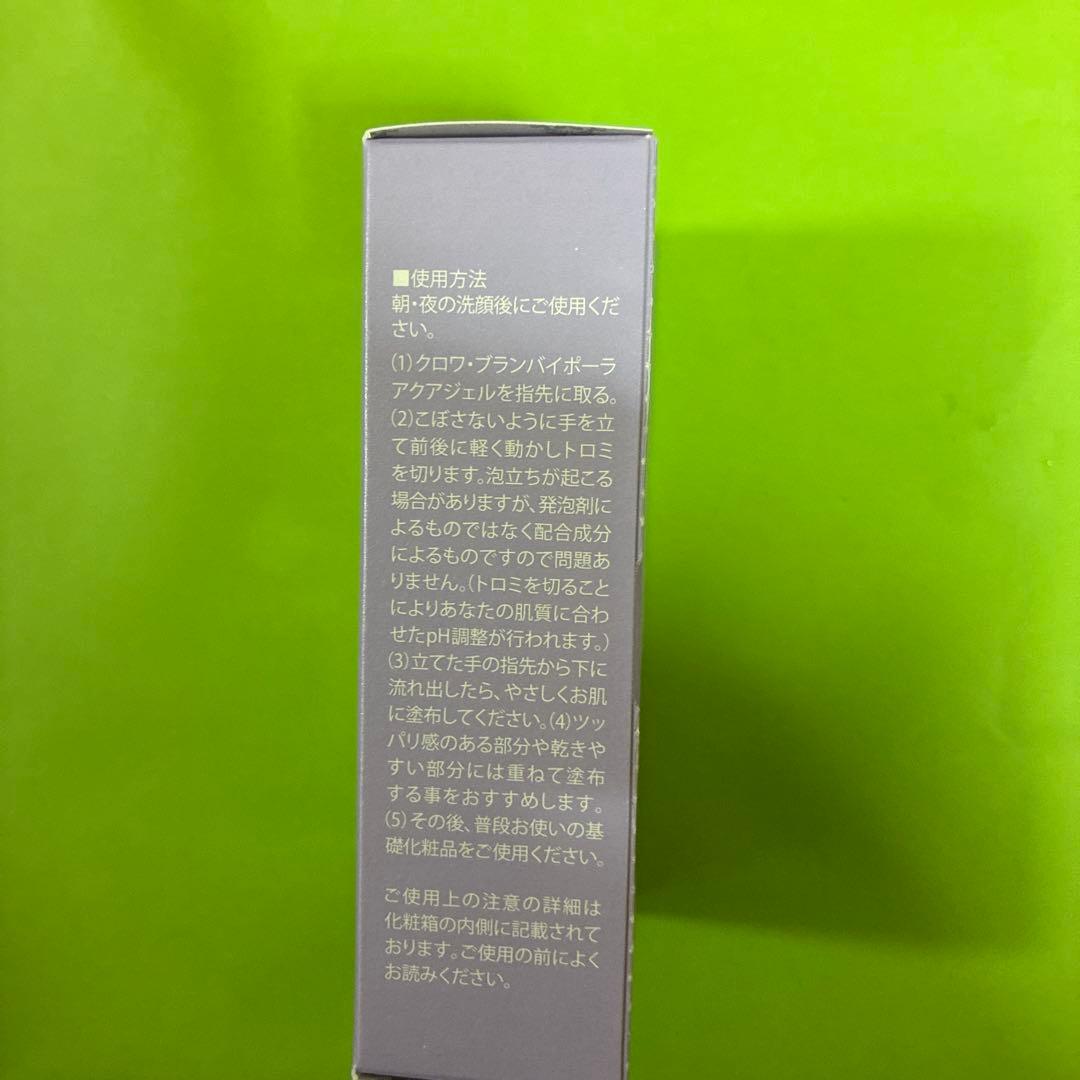 ■使用方法
朝・夜の洗顔後にご使用くだ
さい。
(1)クロワ・ブランバイポーラ
アクアジェルを指先に取る。
(2)こぼさないように手を立
て前後に軽く動かしトロミ
を切ります。泡立ちが起こる
場合がありますが、発泡剤に
よるものではなく配合成分
によるものですので問題あ
りません。(トロミを切ること
によりあなたの肌質に合わ
せたpH調整が行われます。)
(3)立てた手の指先から下に
流れ出したら、やさしくお肌
に塗布してください。(4)ツッ
パリ感のある部分や乾きや
すい部分には重ねて塗布
する事をおすすめします。
(5)その後、普段お使いの基
礎化粧品をご使用ください。
ご使用上の注意の詳細は
化粧箱の内側に記載されて
おります。ご使用の前によく
お読みください。